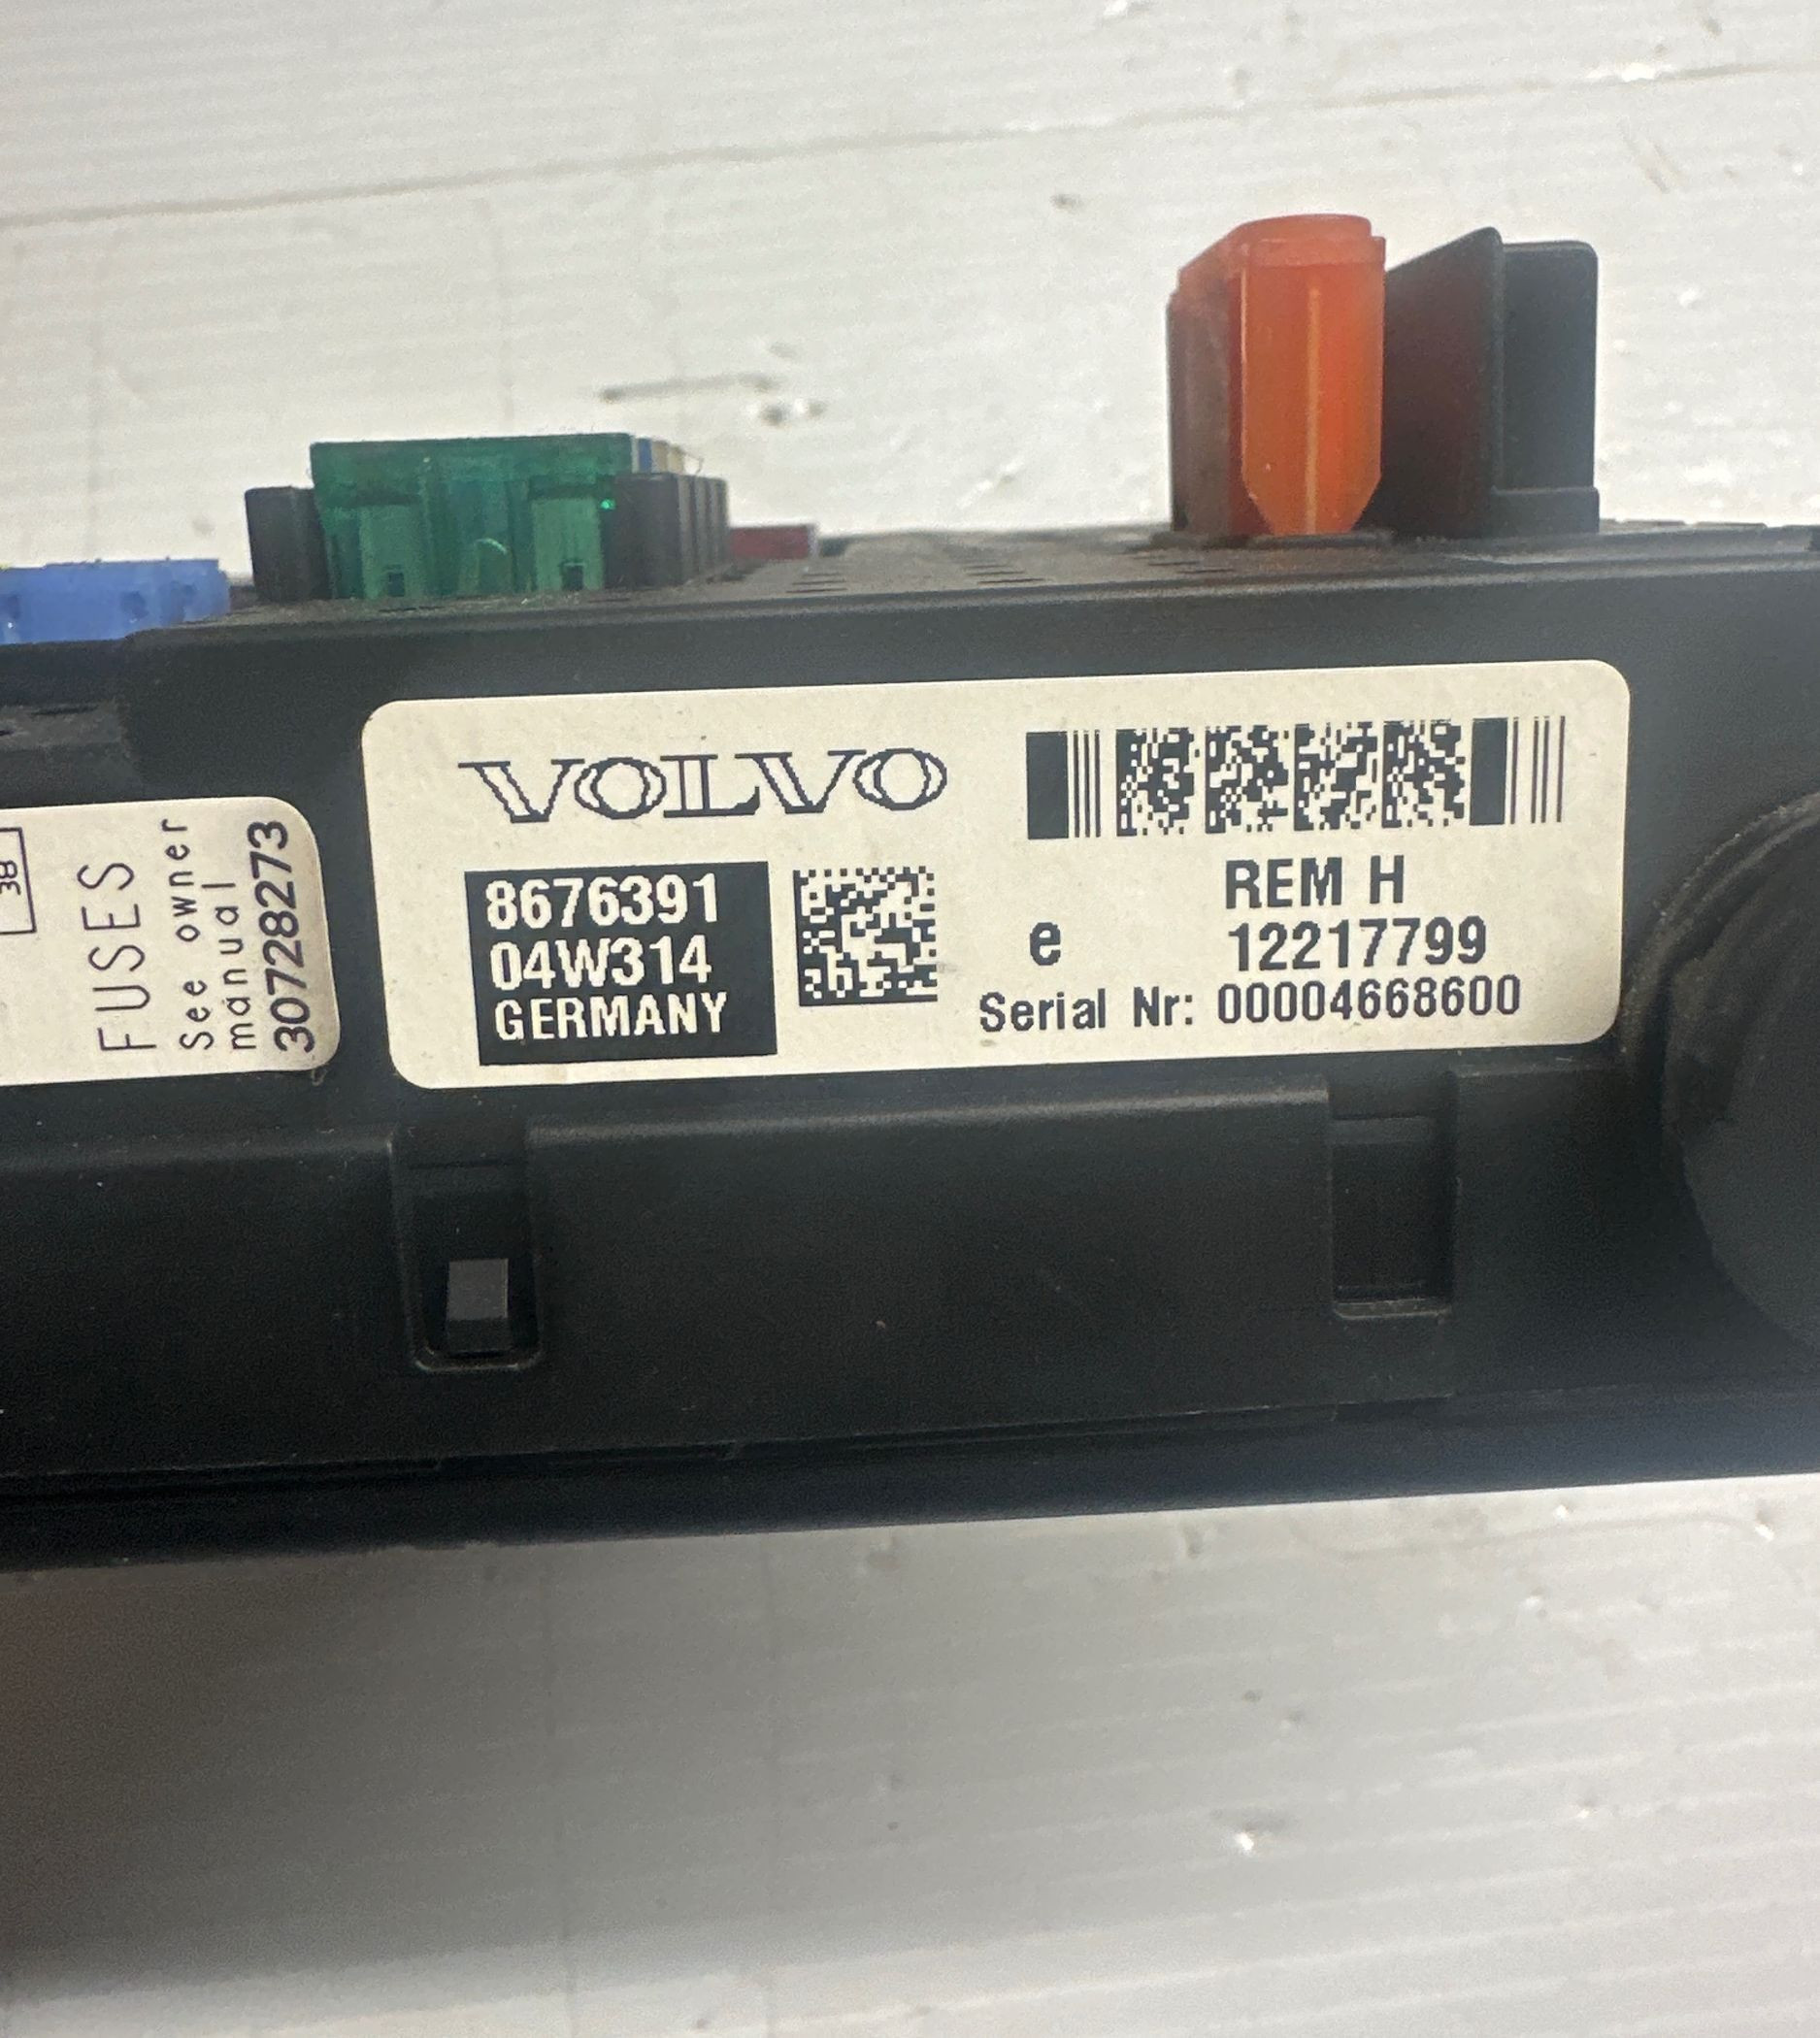 38
FUSES
See owner
manual
30728273
VOLVO
8676391
04W314
GERMANY
REM H
e 12217799
Serial Nr: 00004668600